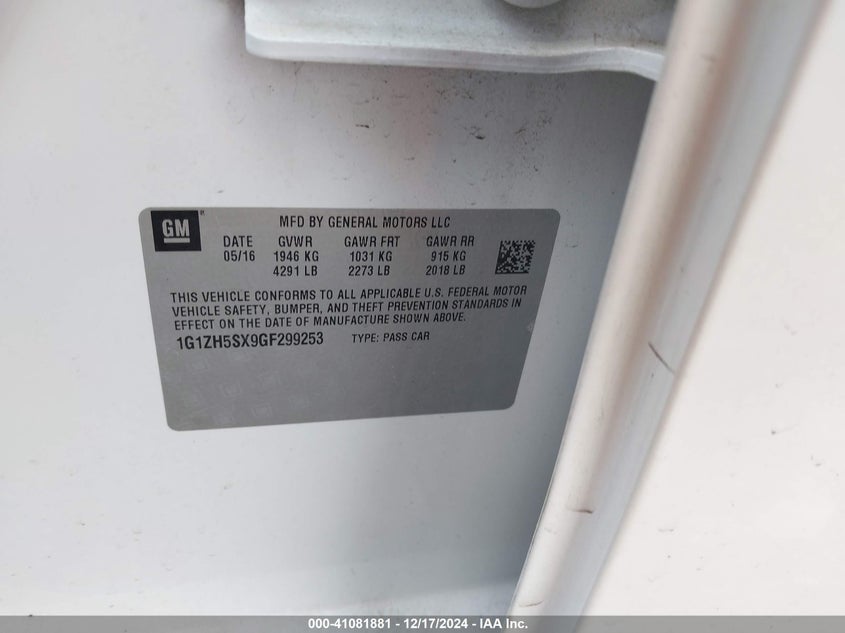 GM
MFD BY GENERAL MOTORS LLC
DATE GVWR GAWR FRT GAWR RR
05/16 1946 KG 1031 KG 915 KG
4291 LB 2273 LB 2018 LB
THIS VEHICLE CONFORMS TO ALL APPLICABLE U.S. FEDERAL MOTOR
VEHICLE SAFETY, BUMPER, AND THEFT PREVENTION STANDARDS IN
EFFECT ON THE DATE OF MANUFACTURE SHOWN ABOVE.
1G1ZH5SX9GF299253 TYPE: PASS CAR
000-41081881 - 12/17/2024 - IAA Inc.